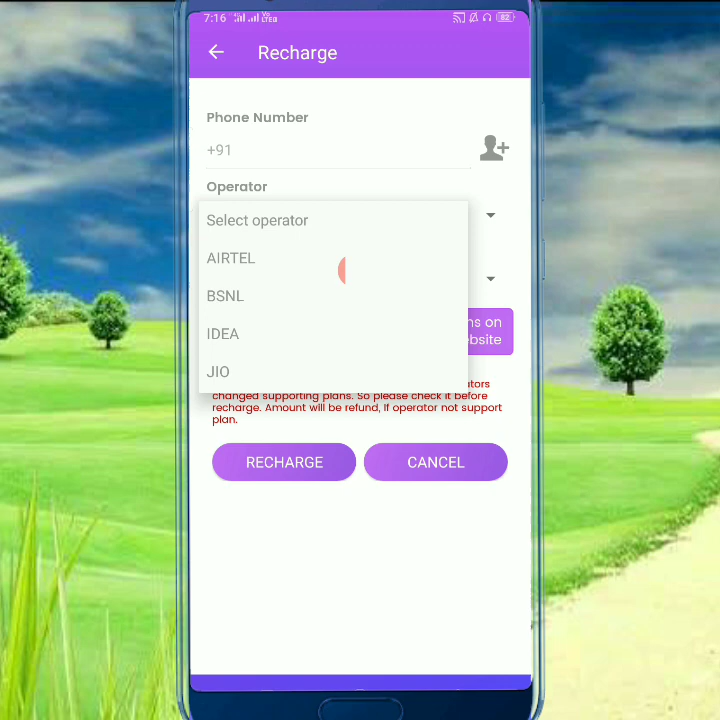 7:16
82
Recharge
Phone Number
+91
Operator
Select operator
AIRTEL
BSNL
IDEA
JIO
ns on
bsite
changed supporting plans. So please check it before
recharge. Amount will be refund, If operator not support
plan.
RECHARGE CANCEL